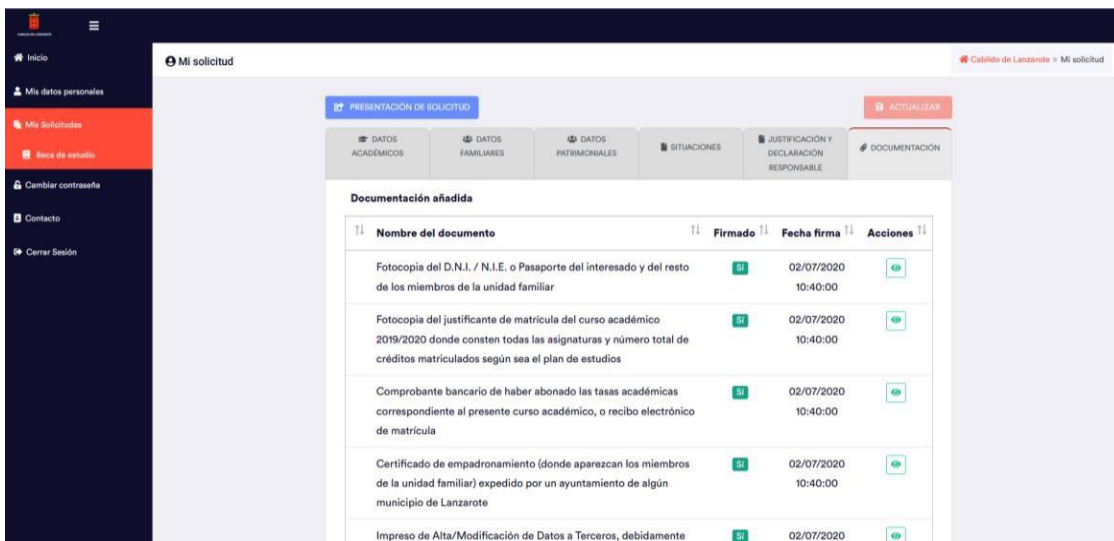 CABILDO DE LANZAROTE
Inicio
Mis datos personales
Mis Solicitudes
Beca de estudio
Cambiar contraseña
Contacto
Cerrar Sesión
Mi solicitud
Cabildo de Lanzarote > Mi solicitud
PRESENTACIÓN DE SOLICITUD
ACTUALIZAR
DATOS
ACADÉMICOS
DATOS
FAMILIARES
DATOS
PATRIMONIALES
SITUACIONES
JUSTIFICACIÓN Y
DECLARACIÓN
RESPONSABLE
DOCUMENTACIÓN
Documentación añadida
Nombre del documento Firmado Fecha firma Acciones
Fotocopia del D.N.I. / N.I.E. o Pasaporte del interesado y del resto Sí 02/07/2020
de los miembros de la unidad familiar 10:40:00
Fotocopia del justificante de matrícula del curso académico Sí 02/07/2020
2019/2020 donde consten todas las asignaturas y número total de 10:40:00
créditos matriculados según sea el plan de estudios
Comprobante bancario de haber abonado las tasas académicas Sí 02/07/2020
correspondiente al presente curso académico, o recibo electrónico 10:40:00
de matrícula
Certificado de empadronamiento (donde aparezcan los miembros Sí 02/07/2020
de la unidad familiar) expedido por un ayuntamiento de algún 10:40:00
municipio de Lanzarote
Impreso de Alta/Modificación de Datos a Terceros, debidamente Sí 02/07/2020